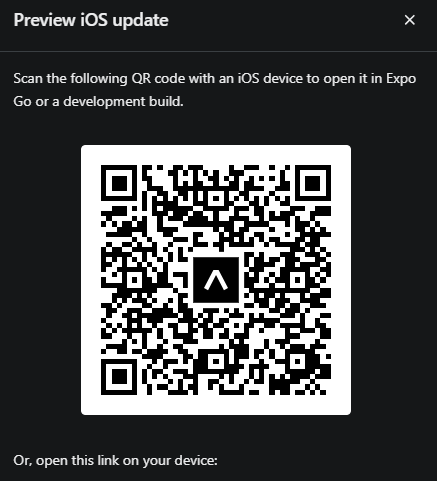 Preview iOS update
Scan the following QR code with an iOS device to open it in Expo
Go or a development build.
Or, open this link on your device: